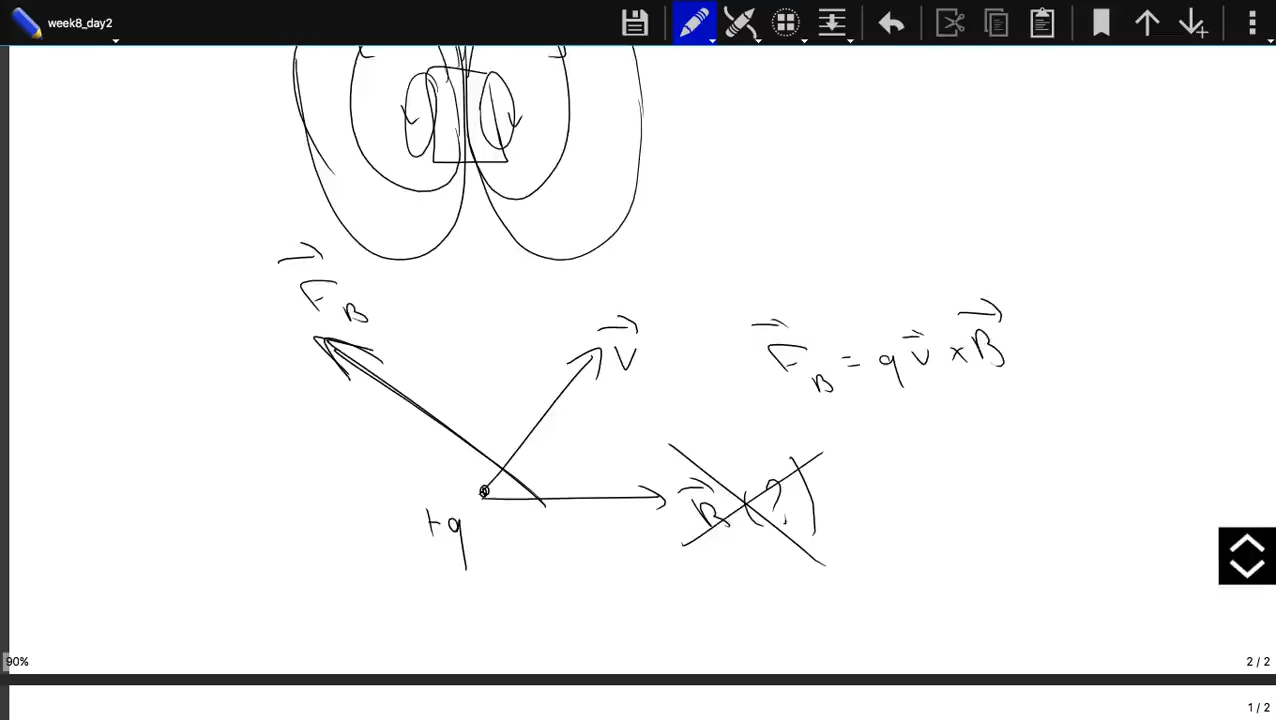 week8_day2
F_B
V
F_B = qv × B
B (?)
+q
90%
2 / 2
1 / 2